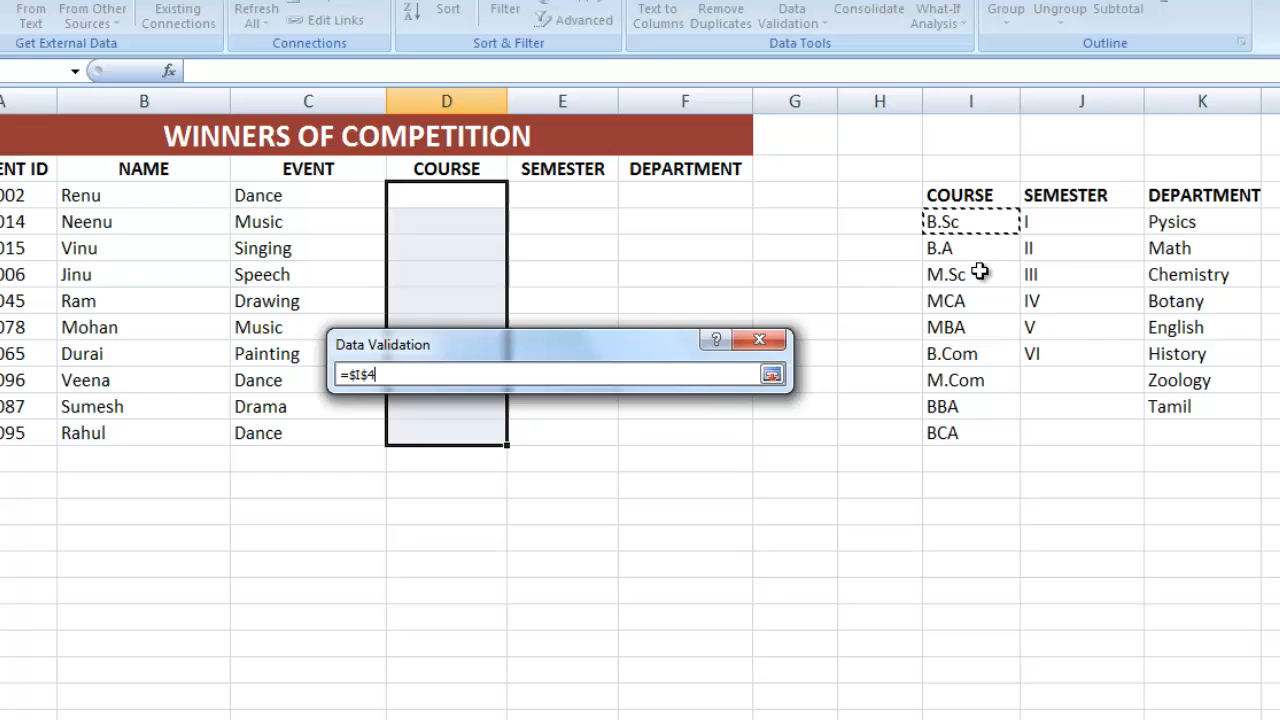 From Text
From Other Sources
Existing Connections
Refresh All
Edit Links
Sort
Filter
Advanced
Text to Columns
Remove Duplicates
Data Validation
Consolidate
What-If Analysis
Group
Ungroup
Subtotal
Get External Data
Connections
Sort & Filter
Data Tools
Outline
fx
A B C D E F G H I J K
WINNERS OF COMPETITION
ENT ID NAME EVENT COURSE SEMESTER DEPARTMENT
002 Renu Dance COURSE SEMESTER DEPARTMENT
014 Neenu Music B.Sc I Pysics
015 Vinu Singing B.A II Math
006 Jinu Speech M.Sc III Chemistry
045 Ram Drawing MCA IV Botany
078 Mohan Music MBA V English
065 Durai Painting B.Com VI History
096 Veena Dance M.Com Zoology
087 Sumesh Drama BBA Tamil
095 Rahul Dance BCA
Data Validation
=$I$4